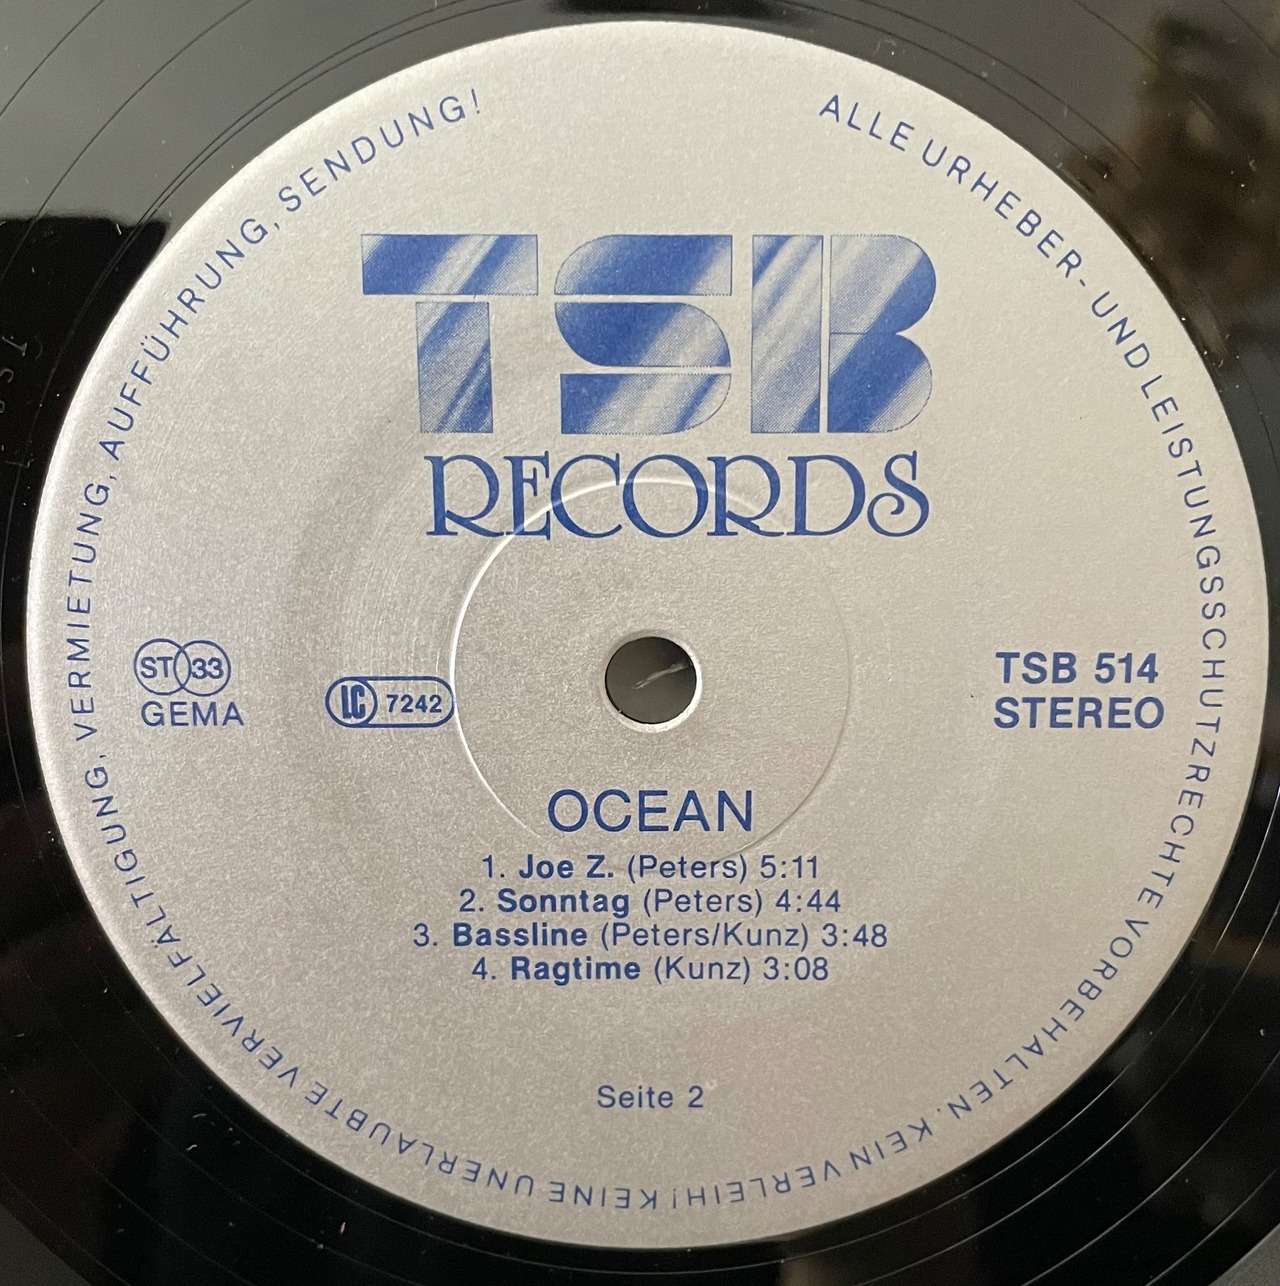 ALLE URHEBER- UND LEISTUNGSSCHUTZRECHTE VORBEHALTEN. KEIN VERLEIH! KEINE UNERLAUBTE VERVIELFÄLTIGUNG, VERMIETUNG, AUFFÜHRUNG, SENDUNG!
TSB
RECORDS
ST 33
GEMA
LC 7242
TSB 514
STEREO
OCEAN
1. Joe Z. (Peters) 5:11
2. Sonntag (Peters) 4:44
3. Bassline (Peters/Kunz) 3:48
4. Ragtime (Kunz) 3:08
Seite 2